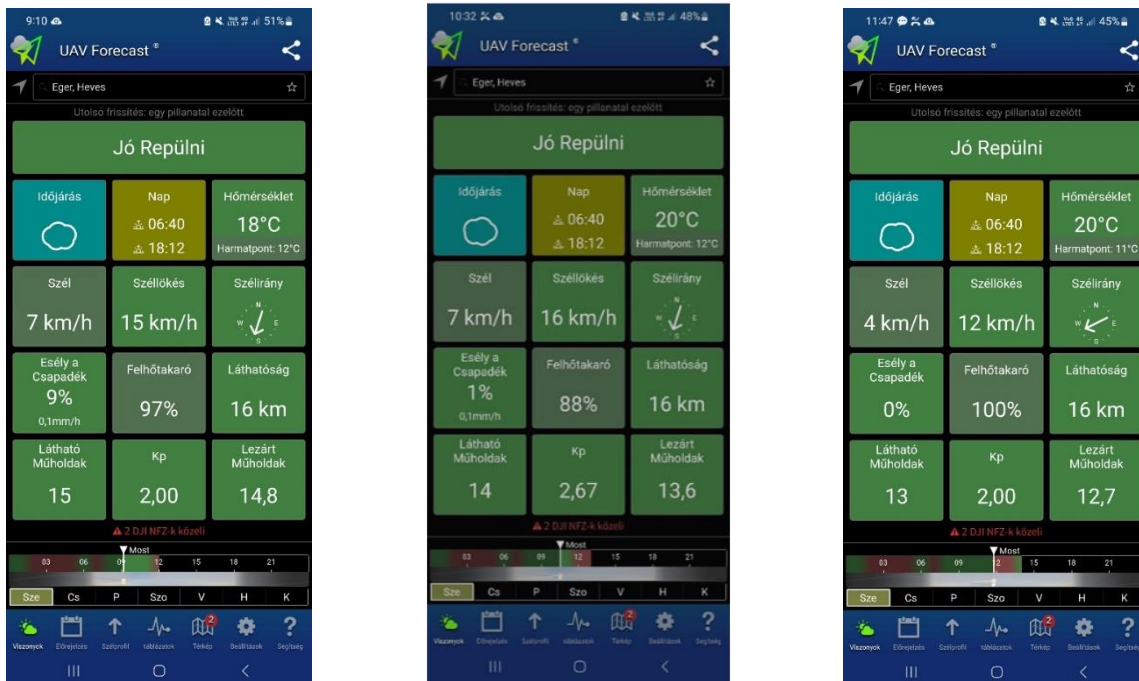 9:10
51%
UAV Forecast ®
Eger, Heves
Utolsó frissítés: egy pillanatal ezelőtt
Jó Repülni
Időjárás
Nap
06:40
18:12
Hőmérséklet
18°C
Harmatpont: 12°C
Szél
7 km/h
Széllökés
15 km/h
Szélirány
N
W E
S
Esély a
Csapadék
9%
0,1mm/h
Felhőtakaró
97%
Láthatóság
16 km
Látható
Műholdak
15
Kp
2,00
Lezárt
Műholdak
14,8
2 DJI NFZ-k közeli
Most
03 06 09 12 15 18 21
Sze Cs P Szo V H K
2
Viszonyok Előrejelzés Szélprofil táblázatok Térkép Beállítások Segítség
10:32
48%
UAV Forecast ®
Eger, Heves
Utolsó frissítés: egy pillanatal ezelőtt
Jó Repülni
Időjárás
Nap
06:40
18:12
Hőmérséklet
20°C
Harmatpont: 12°C
Szél
7 km/h
Széllökés
16 km/h
Szélirány
N
W E
S
Esély a
Csapadék
1%
0,1mm/h
Felhőtakaró
88%
Láthatóság
16 km
Látható
Műholdak
14
Kp
2,67
Lezárt
Műholdak
13,6
2 DJI NFZ-k közeli
Most
03 06 09 12 15 18 21
Sze Cs P Szo V H K
2
Viszonyok Előrejelzés Szélprofil táblázatok Térkép Beállítások Segítség
11:47
45%
UAV Forecast ®
Eger, Heves
Utolsó frissítés: egy pillanatal ezelőtt
Jó Repülni
Időjárás
Nap
06:40
18:12
Hőmérséklet
20°C
Harmatpont: 11°C
Szél
4 km/h
Széllökés
12 km/h
Szélirány
N
W E
S
Esély a
Csapadék
0%
Felhőtakaró
100%
Láthatóság
16 km
Látható
Műholdak
13
Kp
2,00
Lezárt
Műholdak
12,7
2 DJI NFZ-k közeli
Most
03 06 09 12 15 18 21
Sze Cs P Szo V H K
2
Viszonyok Előrejelzés Szélprofil táblázatok Térkép Beállítások Segítség